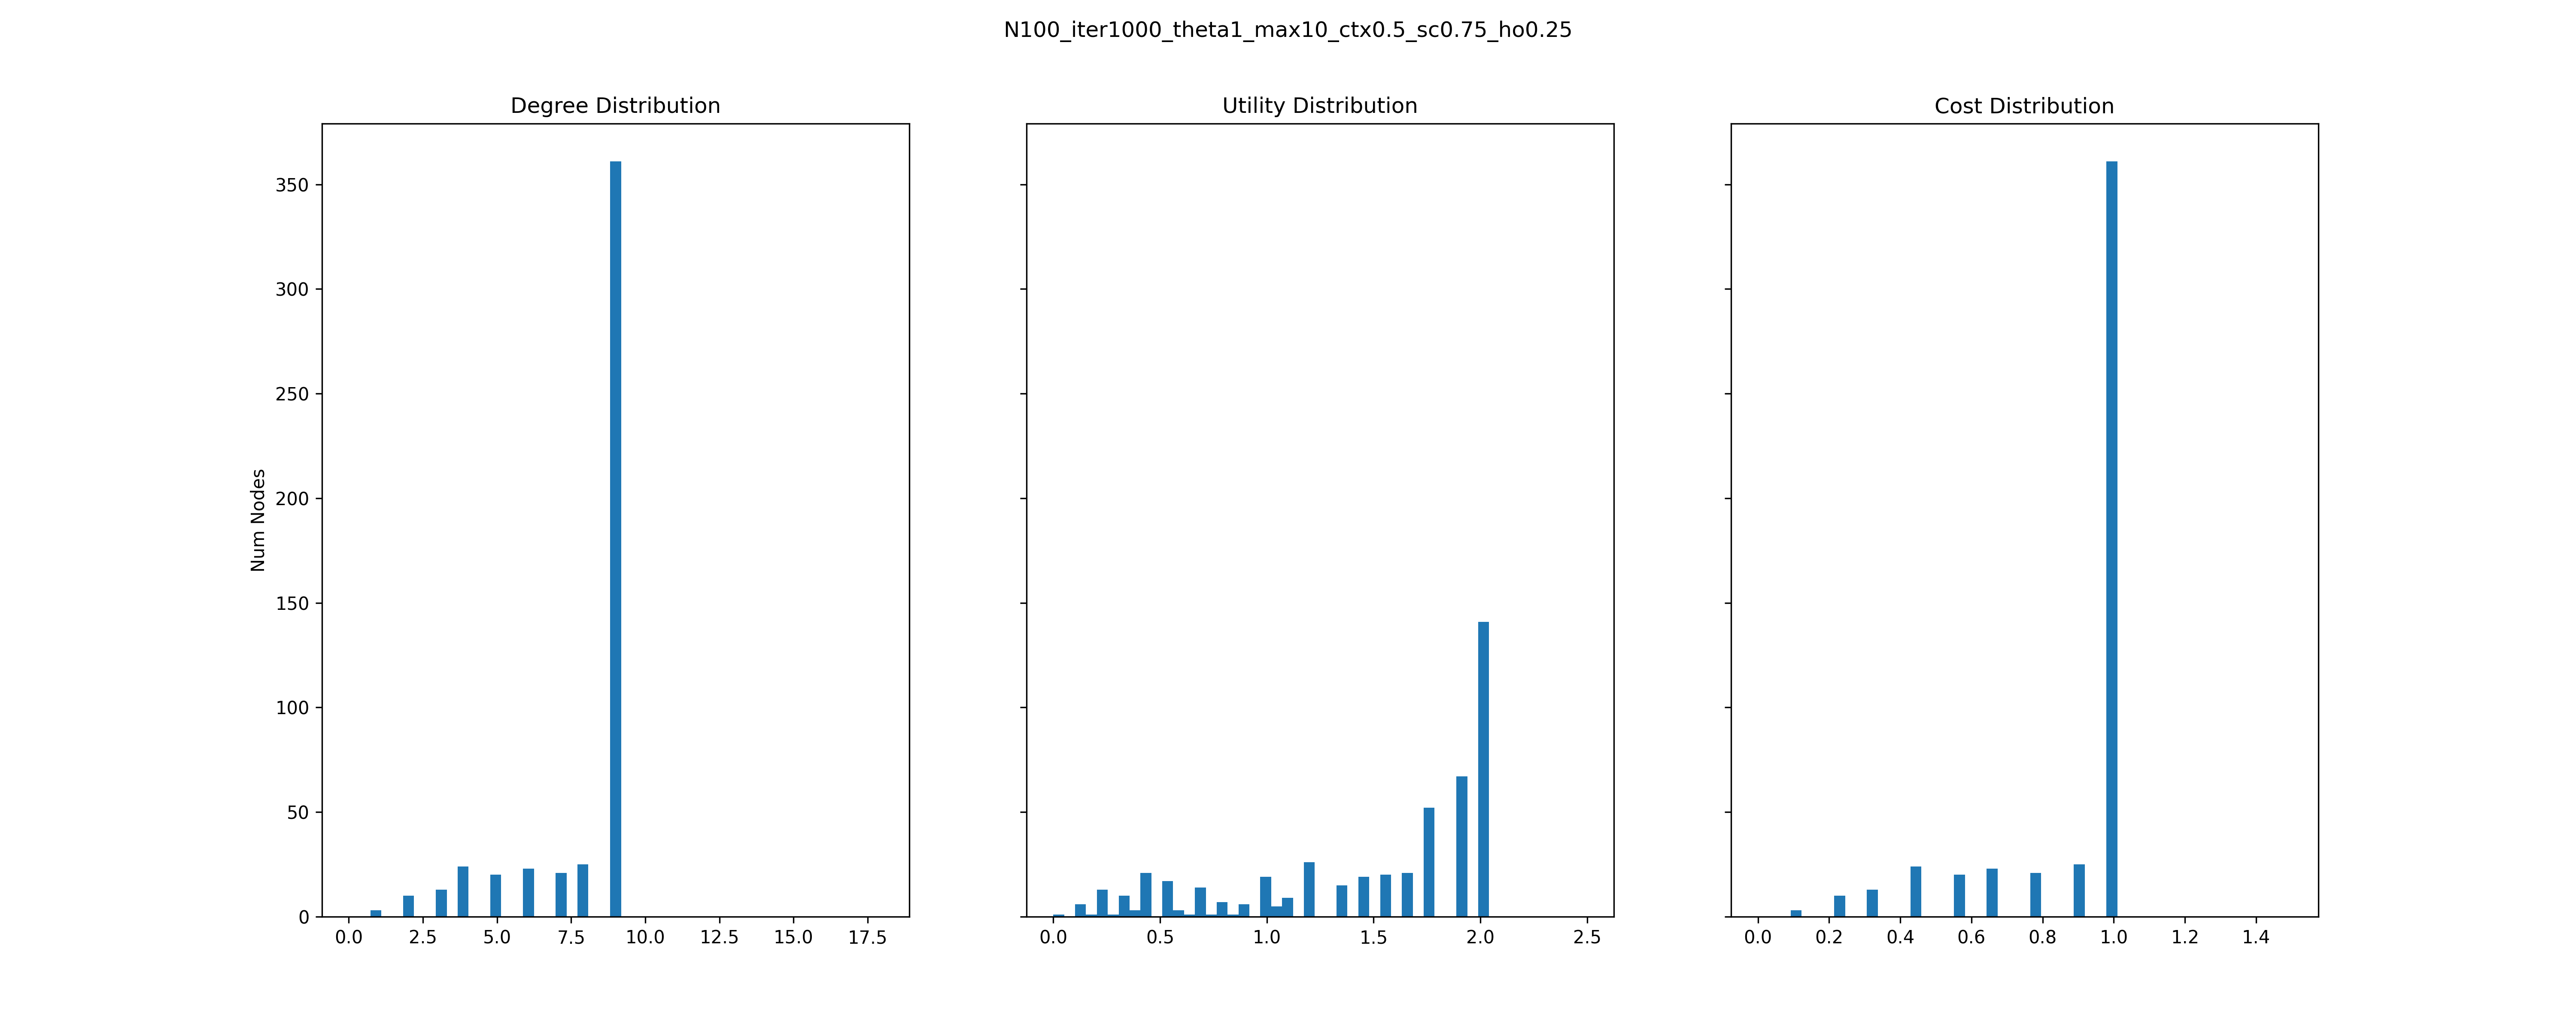 N100_iter1000_theta1_max10_ctx0.5_sc0.75_ho0.25
Degree Distribution
Utility Distribution
Cost Distribution
Num Nodes
350
300
250
200
150
100
50
0
0.0 2.5 5.0 7.5 10.0 12.5 15.0 17.5
0.0 0.5 1.0 1.5 2.0 2.5
0.0 0.2 0.4 0.6 0.8 1.0 1.2 1.4